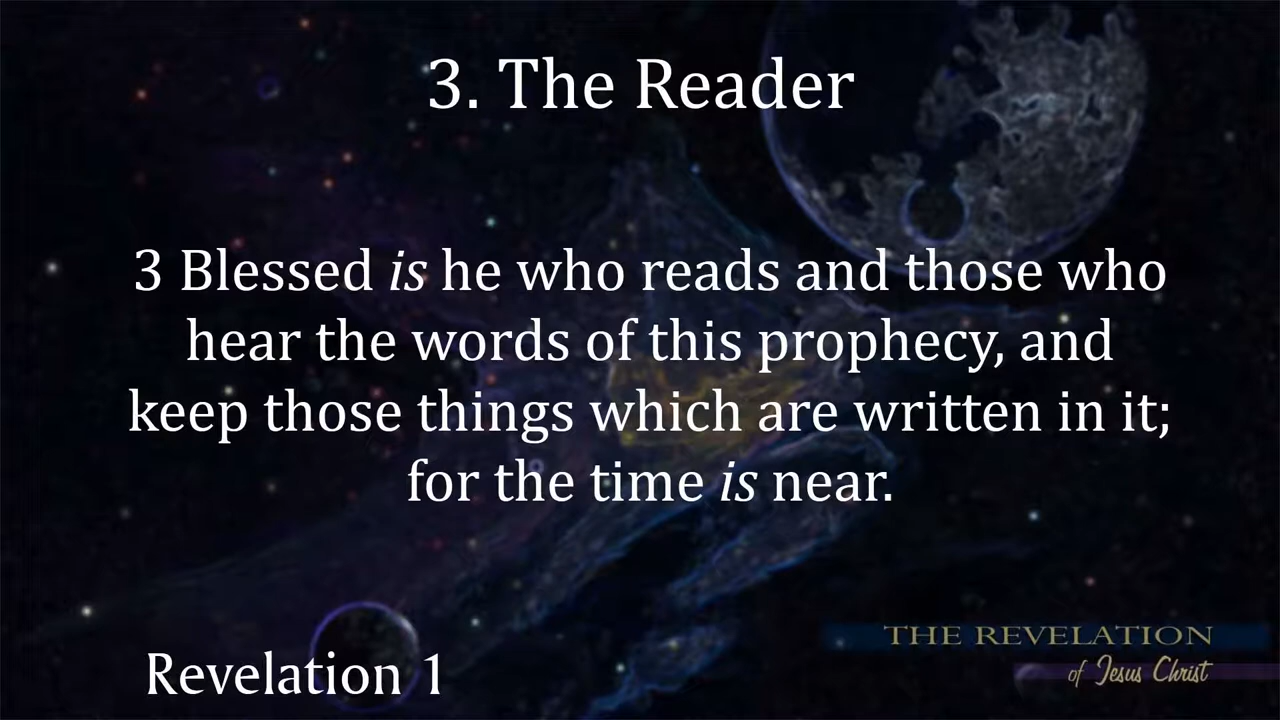 3. The Reader
3 Blessed is he who reads and those who
hear the words of this prophecy, and
keep those things which are written in it;
for the time is near.
THE REVELATION
of Jesus Christ
Revelation 1